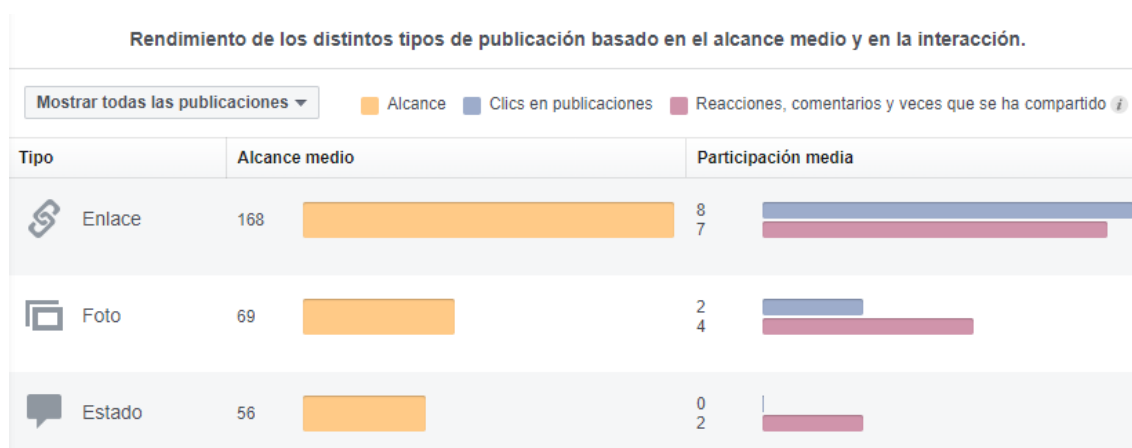 Rendimiento de los distintos tipos de publicación basado en el alcance medio y en la interacción.
Mostrar todas las publicaciones Alcance Clics en publicaciones Reacciones, comentarios y veces que se ha compartido i
Tipo Alcance medio Participación media
Enlace 168 8
7
Foto 69 2
4
Estado 56 0
2